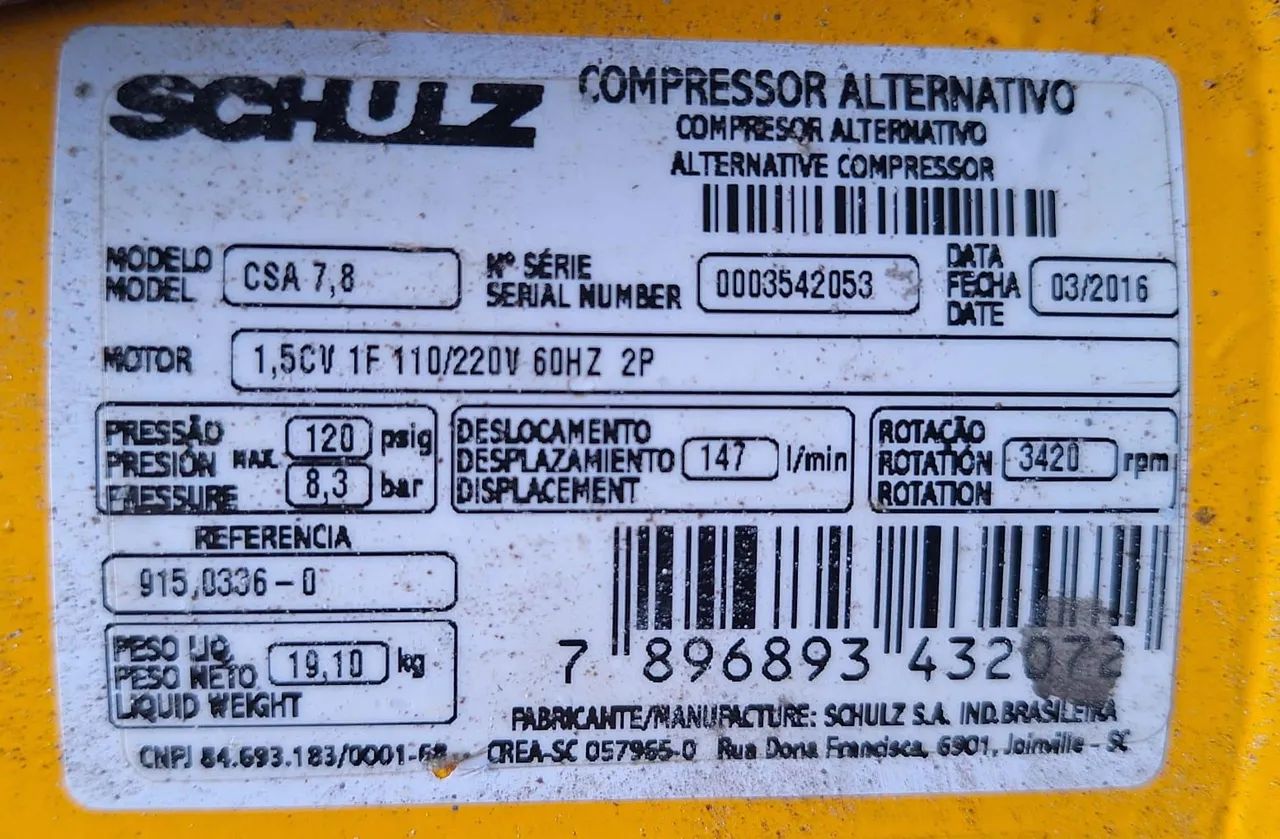 SCHULZ
COMPRESSOR ALTERNATIVO
COMPRESOR ALTERNATIVO
ALTERNATIVE COMPRESSOR
MODELO
MODEL
CSA 7,8
Nº SÉRIE
SERIAL NUMBER
0003542053
DATA
FECHA
DATE
03/2016
MOTOR
1,5CV 1F 110/220V 60HZ 2P
PRESSÃO
PRESIÓN
PRESSURE
MAX.
120 psig
8,3 bar
DESLOCAMENTO
DESPLAZAMIENTO
DISPLACEMENT
147 l/min
ROTAÇÃO
ROTATIÓN
ROTATION
3420 rpm
REFERENCIA
915,0336-0
PESO LIQ.
PESO NETO
LIQUID WEIGHT
19,10 kg
7 896893 432072
FABRICANTE/MANUFACTURE: SCHULZ S.A. IND.BRASILEIRA
CNPJ 84.693.183/0001-68 CREA-SC 057965-0 Rua Dona Francisca, 6901, Joinville - SC